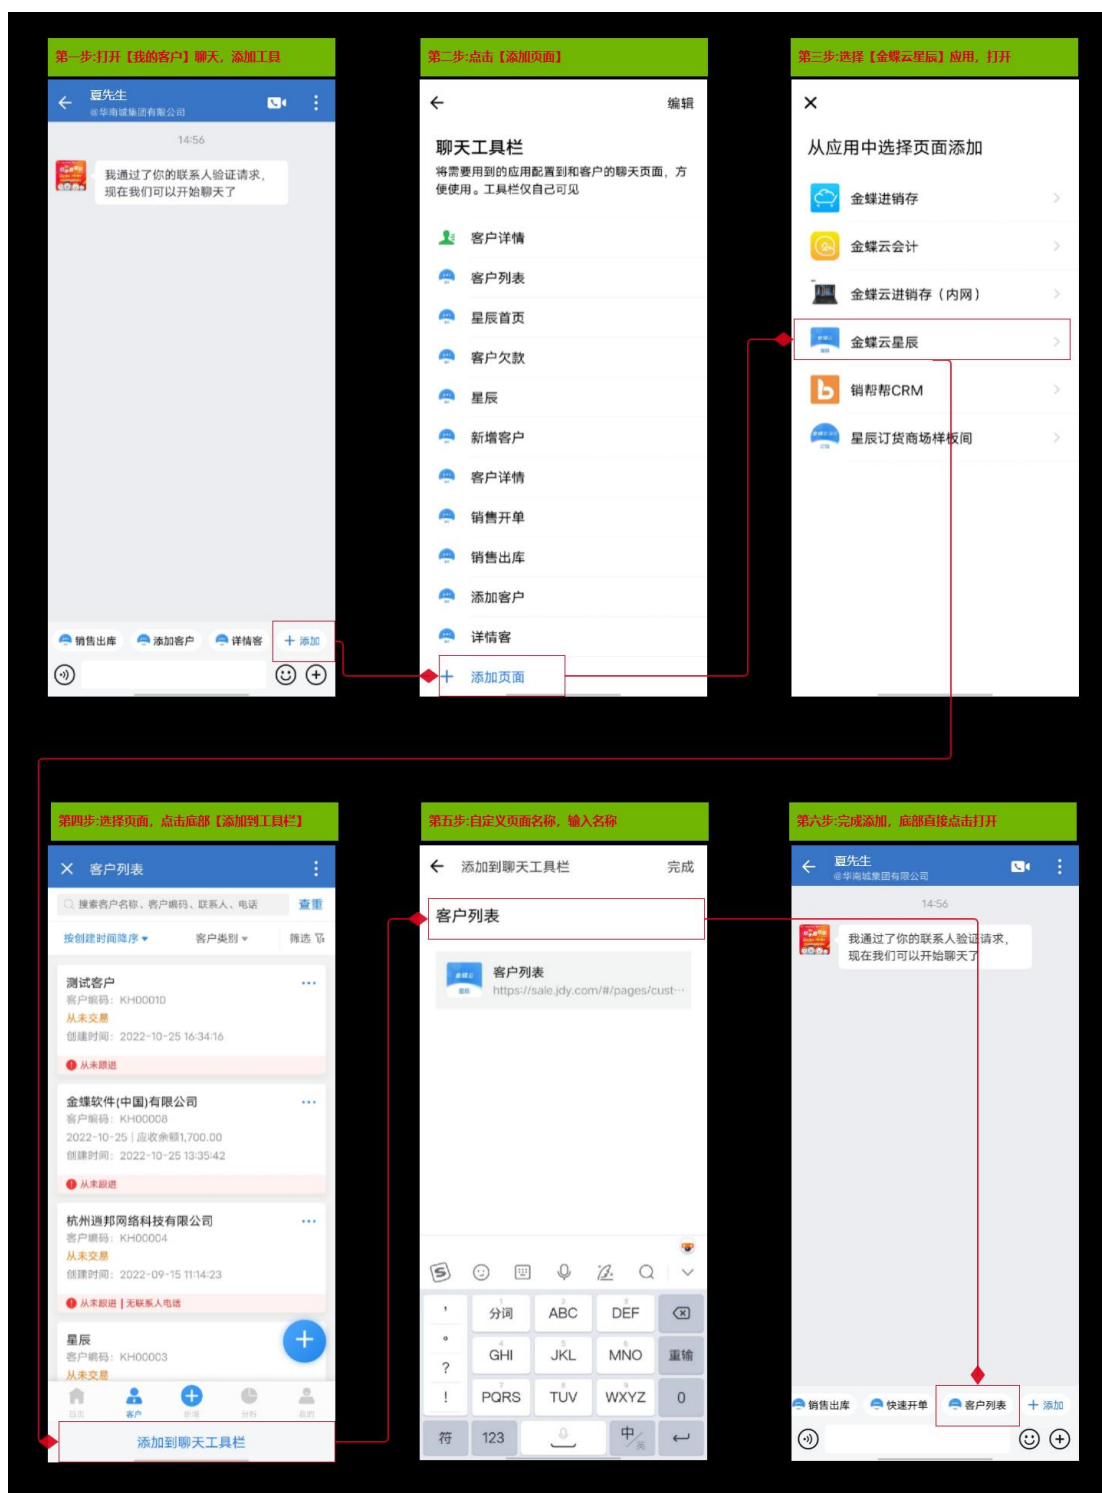 第一步:打开【我的客户】聊天，添加工具
夏先生
@华南城集团有限公司
14:56
我通过了你的联系人验证请求，
现在我们可以开始聊天了
销售出库
添加客户
详情客
+ 添加
第二步:点击【添加页面】
编辑
聊天工具栏
将需要用到的应用配置到和客户的聊天页面，方
便使用。工具栏仅自己可见
客户详情
客户列表
星辰首页
客户欠款
星辰
新增客户
客户详情
销售开单
销售出库
添加客户
详情客
+ 添加页面
第三步:选择【金蝶云星辰】应用，打开
从应用中选择页面添加
金蝶进销存
金蝶云会计
金蝶云进销存（内网）
金蝶云星辰
销帮帮CRM
星辰订货商场样板间
第四步:选择页面，点击底部【添加到工具栏】
客户列表
搜索客户名称、客户编码、联系人、电话
查重
按创建时间降序
客户类别
筛选
测试客户
客户编码：KH00010
从未交易
创建时间：2022-10-25 16:34:16
从未跟进
金蝶软件(中国)有限公司
客户编码：KH00008
2022-10-25 | 应收余额1,700.00
创建时间：2022-10-25 13:35:42
从未跟进
杭州逍邦网络科技有限公司
客户编码：KH00004
从未交易
创建时间：2022-09-15 11:14:23
从未跟进 | 无联系人电话
星辰
客户编码：KH00003
从未交易
首页
客户
新增
分析
我的
添加到聊天工具栏
第五步:自定义页面名称，输入名称
添加到聊天工具栏
完成
客户列表
客户列表
https://sale.jdy.com/#/pages/cust···
，
分词
ABC
DEF
。
GHI
JKL
MNO
重输
?
!
PQRS
TUV
WXYZ
0
符
123
中/英
第六步:完成添加，底部直接点击打开
夏先生
@华南城集团有限公司
14:56
我通过了你的联系人验证请求，
现在我们可以开始聊天了
销售出库
快速开单
客户列表
+ 添加